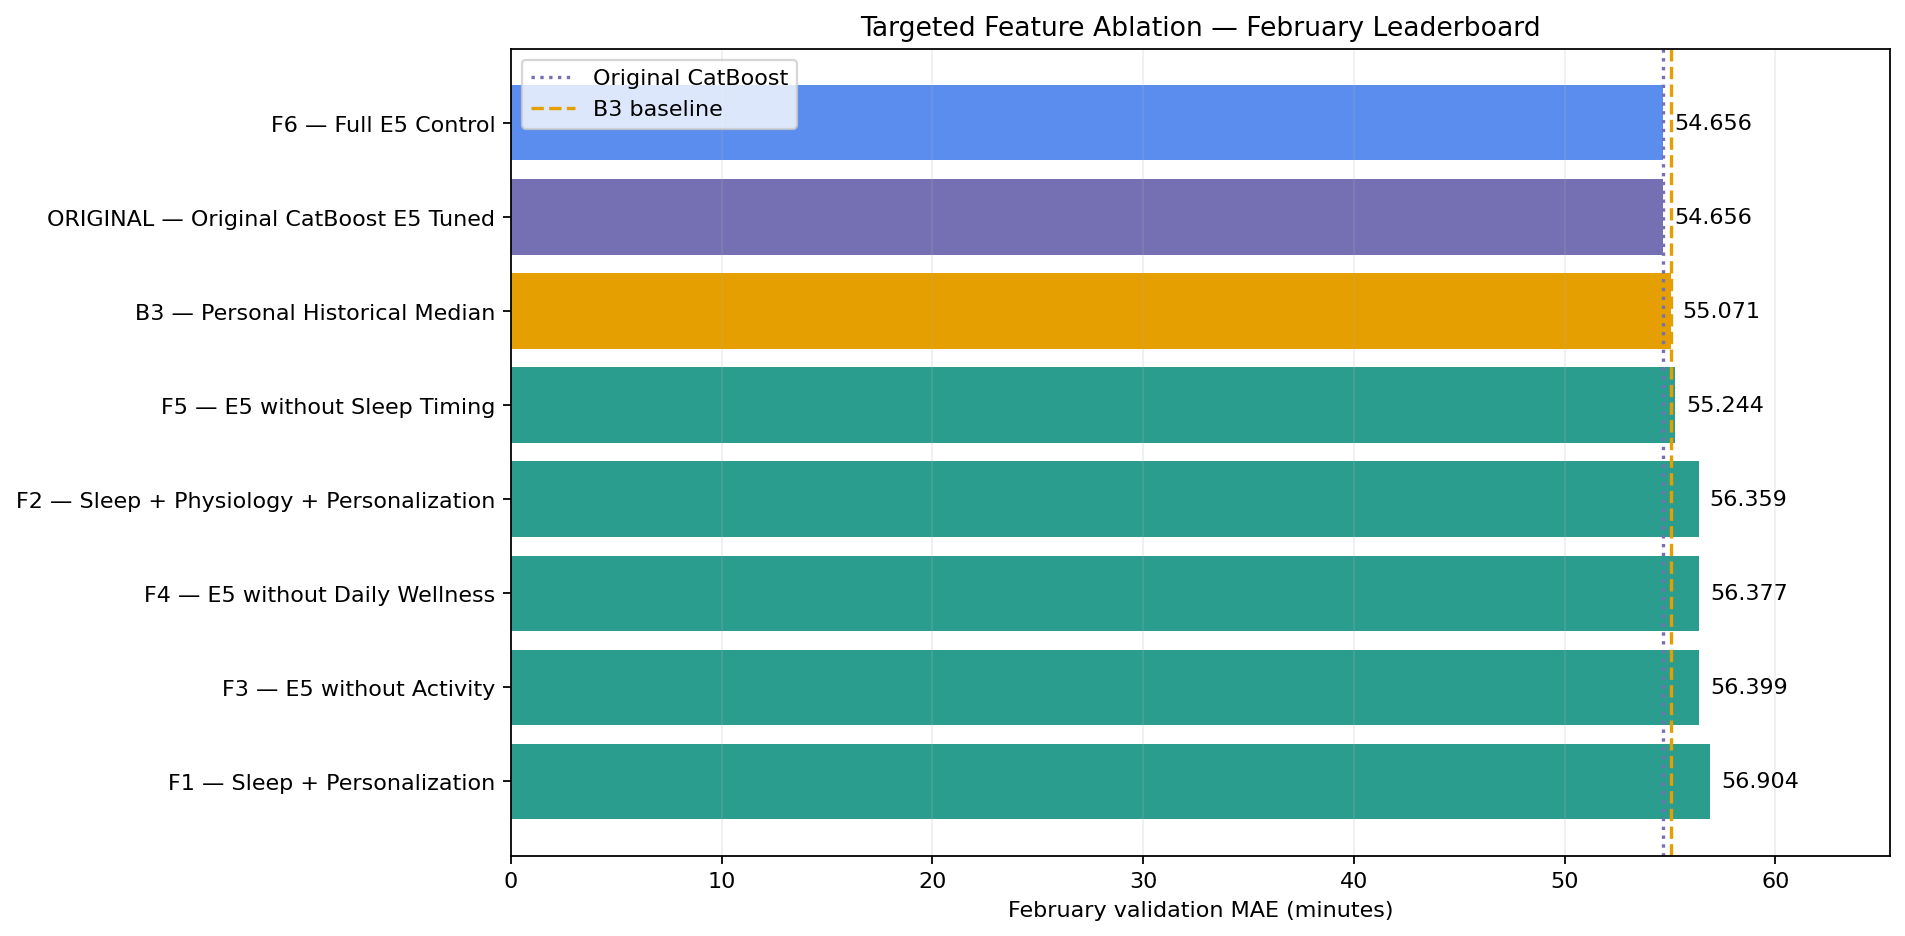 Targeted Feature Ablation — February Leaderboard
Original CatBoost
B3 baseline
F6 — Full E5 Control
54.656
ORIGINAL — Original CatBoost E5 Tuned
54.656
B3 — Personal Historical Median
55.071
F5 — E5 without Sleep Timing
55.244
F2 — Sleep + Physiology + Personalization
56.359
F4 — E5 without Daily Wellness
56.377
F3 — E5 without Activity
56.399
F1 — Sleep + Personalization
56.904
0 10 20 30 40 50 60
February validation MAE (minutes)